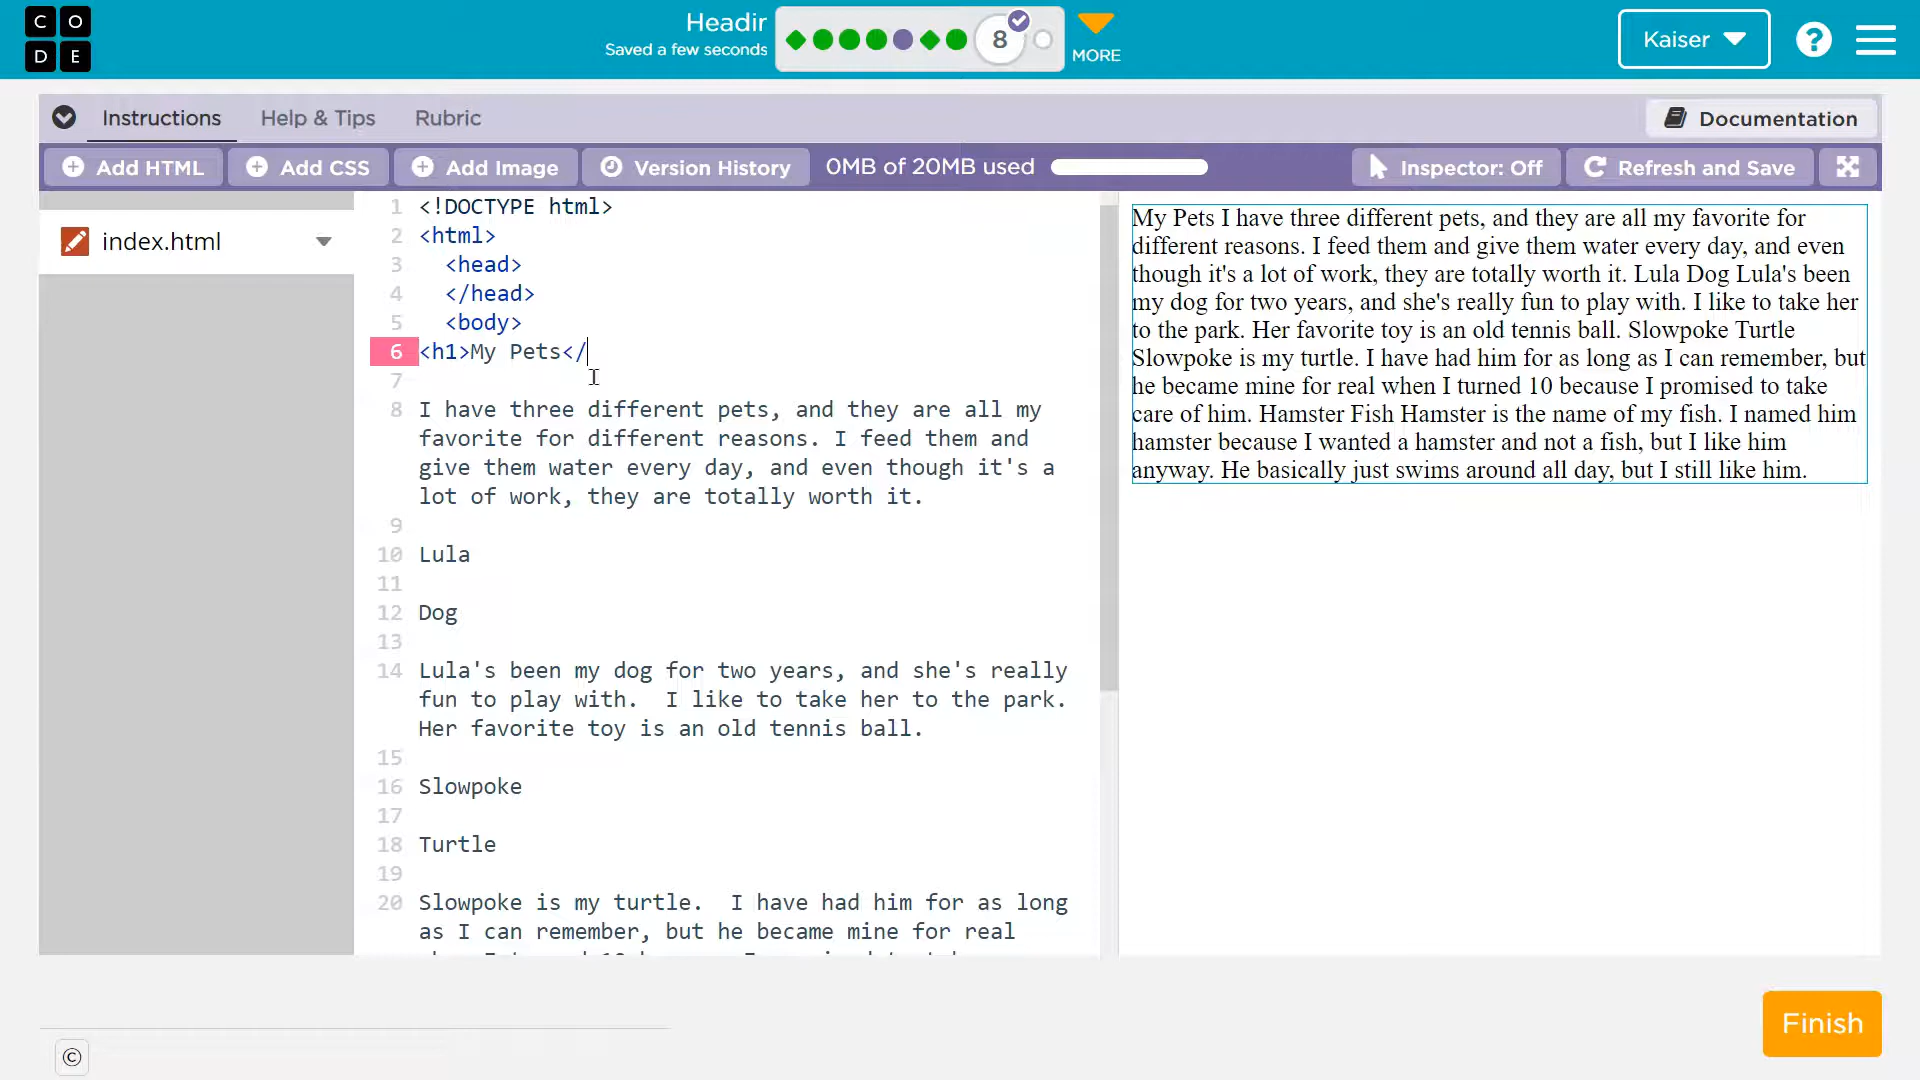 CODE
Headin
Saved a few seconds
8
MORE
Kaiser
?
Instructions
Help & Tips
Rubric
Documentation
Add HTML
Add CSS
Add Image
Version History
0MB of 20MB used
Inspector: Off
Refresh and Save
index.html
1 <!DOCTYPE html>
2 <html>
3 <head>
4 </head>
5 <body>
6 <h1>My Pets</
7
8 I have three different pets, and they are all my
favorite for different reasons. I feed them and
give them water every day, and even though it's a
lot of work, they are totally worth it.
9
10 Lula
11
12 Dog
13
14 Lula's been my dog for two years, and she's really
fun to play with.  I like to take her to the park.
Her favorite toy is an old tennis ball.
15
16 Slowpoke
17
18 Turtle
19
20 Slowpoke is my turtle.  I have had him for as long
as I can remember, but he became mine for real
My Pets I have three different pets, and they are all my favorite for
different reasons. I feed them and give them water every day, and even
though it's a lot of work, they are totally worth it. Lula Dog Lula's been
my dog for two years, and she's really fun to play with. I like to take her
to the park. Her favorite toy is an old tennis ball. Slowpoke Turtle
Slowpoke is my turtle. I have had him for as long as I can remember, but
he became mine for real when I turned 10 because I promised to take
care of him. Hamster Fish Hamster is the name of my fish. I named him
hamster because I wanted a hamster and not a fish, but I like him
anyway. He basically just swims around all day, but I still like him.
Finish
©